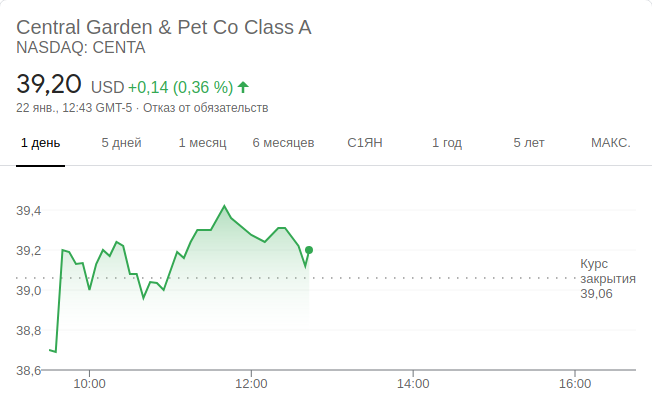 Central Garden & Pet Co Class A
NASDAQ: CENTA
39,20 USD +0,14 (0,36 %)
22 янв., 12:43 GMT-5 · Отказ от обязательств
1 день 5 дней 1 месяц 6 месяцев С1ЯН 1 год 5 лет МАКС.
39,4
39,2
Курс
закрытия
39,06
39,0
38,8
38,6
10:00 12:00 14:00 16:00